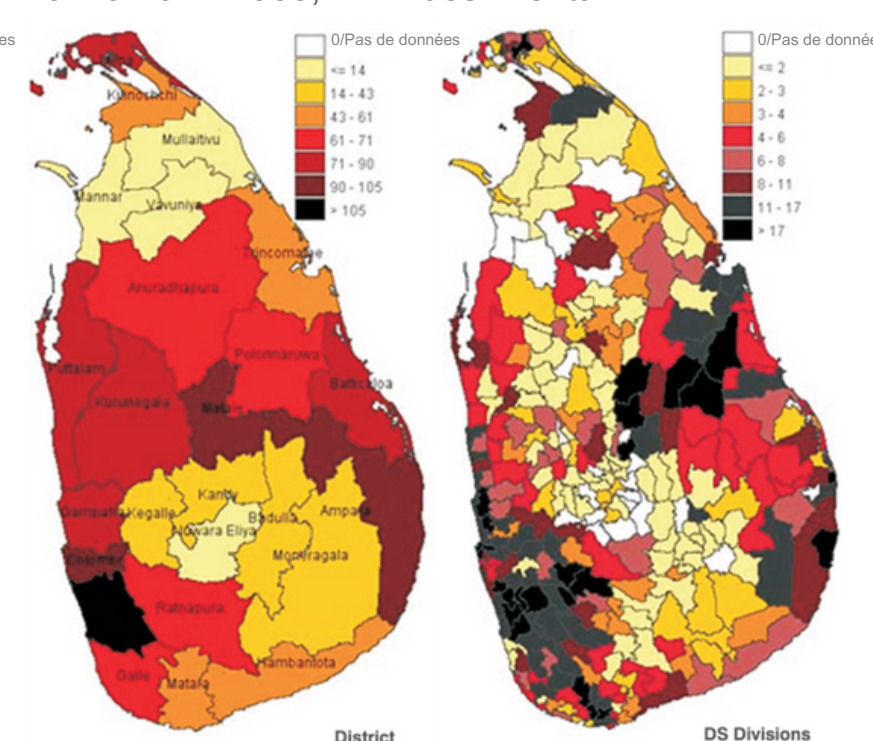 0/Pas de données
<= 14
14 - 43
43 - 61
61 - 71
71 - 90
90 - 105
> 105
Kilinochchi
Mullaitivu
Mannar
Vavuniya
Trincomalee
Anuradhapura
Polonnaruwa
Puttalam
Kurunegala
Matale
Batticaloa
Gampaha
Kegalle
Kandy
Nuwara Eliya
Badulla
Ampara
Colombo
Moneragala
Ratnapura
Galle
Matara
Hambantota
District
0/Pas de donné
<= 2
2 - 3
3 - 4
4 - 6
6 - 8
8 - 11
11 - 17
> 17
DS Divisions